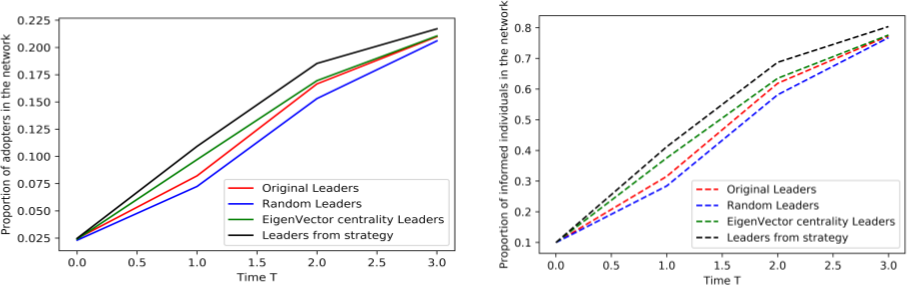 Proportion of adopters in the network
0.225
0.200
0.175
0.150
0.125
0.100
0.075
0.050
0.025
0.0
0.5
1.0
1.5
2.0
2.5
3.0
Time T
Original Leaders
Random Leaders
EigenVector centrality Leaders
Leaders from strategy
Proportion of informed individuals in the network
0.8
0.7
0.6
0.5
0.4
0.3
0.2
0.1
0.0
0.5
1.0
1.5
2.0
2.5
3.0
Time T
Original Leaders
Random Leaders
EigenVector centrality Leaders
Leaders from strategy